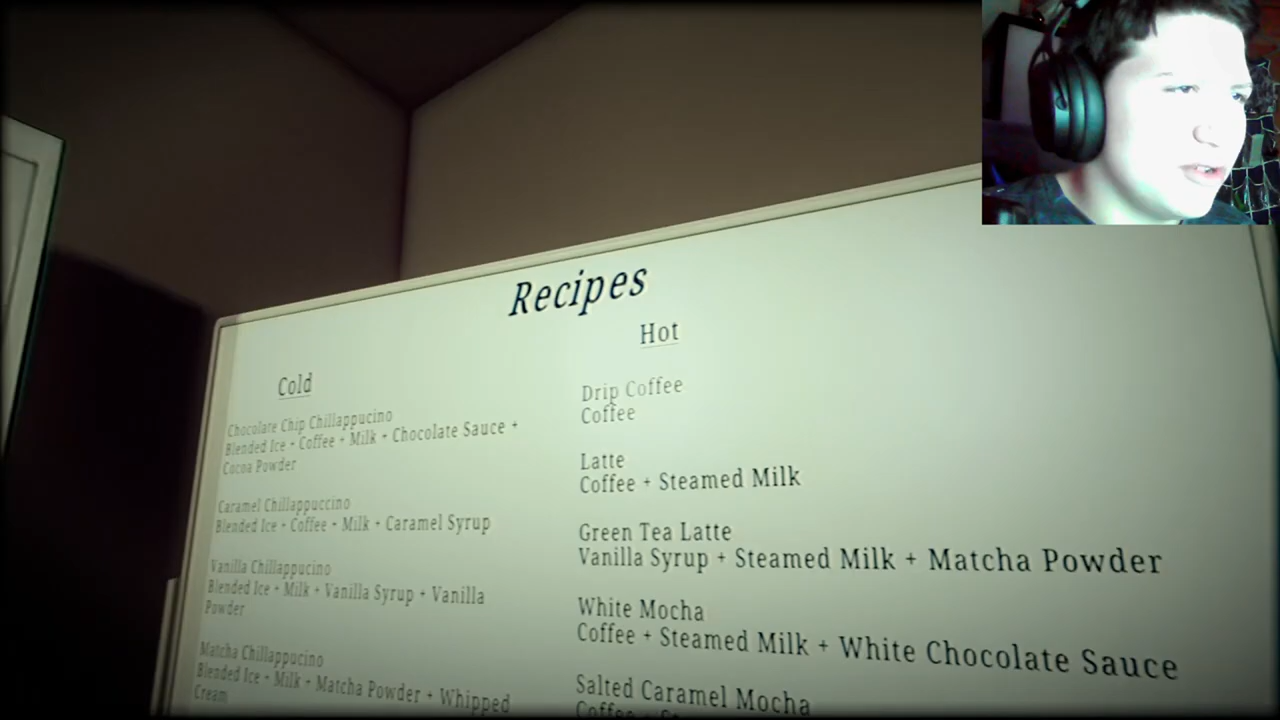 Recipes
Cold
Chocolate Chip Chillappucino
Blended Ice + Coffee + Milk + Chocolate Sauce +
Cocoa Powder
Caramel Chillappuccino
Blended Ice + Coffee + Milk + Caramel Syrup
Vanilla Chillappucino
Blended Ice + Milk + Vanilla Syrup + Vanilla
Powder
Matcha Chillappucino
Blended Ice + Milk + Matcha Powder + Whipped
Cream
Hot
Drip Coffee
Coffee
Latte
Coffee + Steamed Milk
Green Tea Latte
Vanilla Syrup + Steamed Milk + Matcha Powder
White Mocha
Coffee + Steamed Milk + White Chocolate Sauce
Salted Caramel Mocha
Coffee +